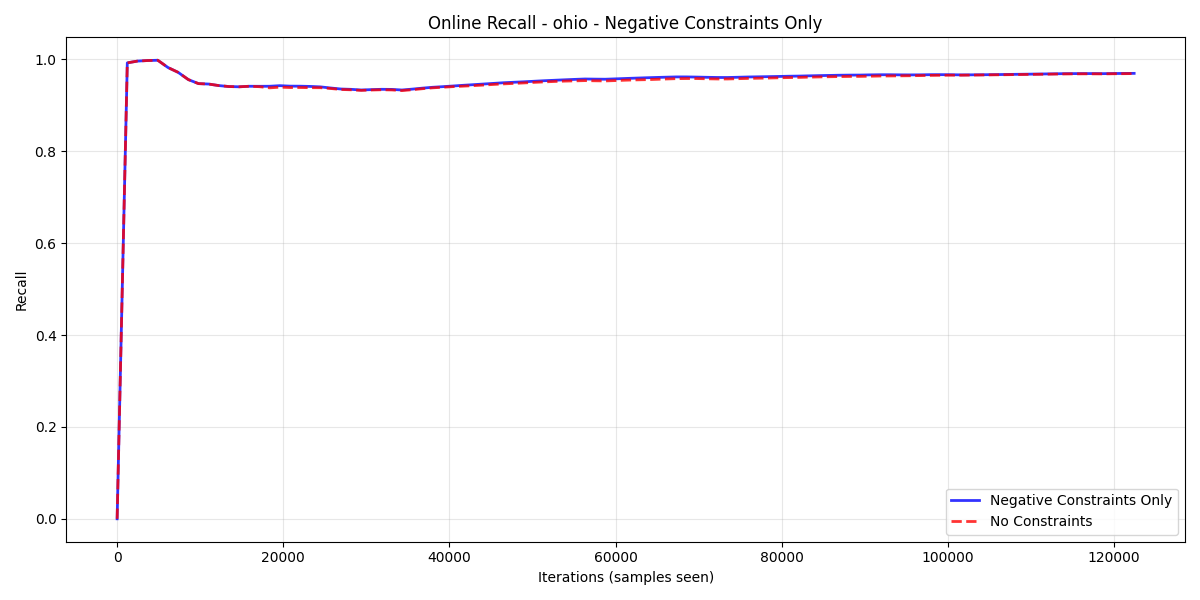 Online Recall - ohio - Negative Constraints Only
1.0
0.8
0.6
0.4
0.2
0.0
Recall
0 20000 40000 60000 80000 100000 120000
Iterations (samples seen)
Negative Constraints Only
No Constraints